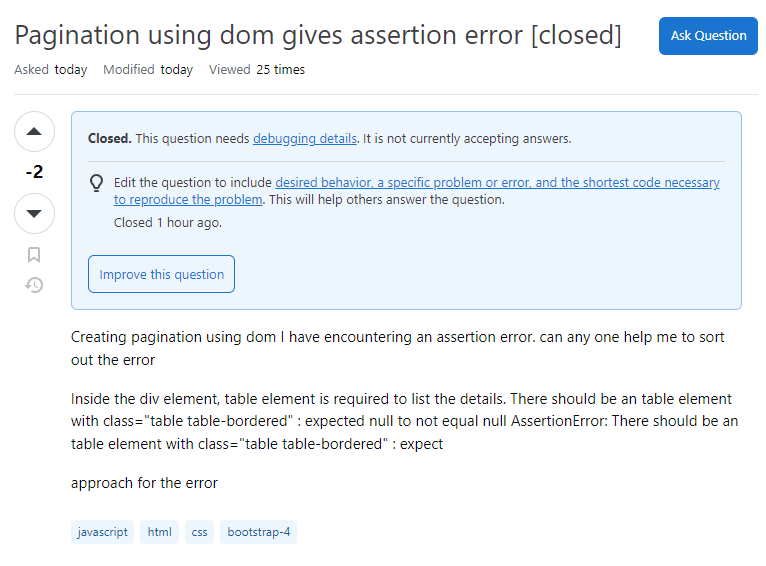 Pagination using dom gives assertion error [closed]
Ask Question
Asked today Modified today Viewed 25 times
-2
Closed. This question needs debugging details. It is not currently accepting answers.
Edit the question to include desired behavior, a specific problem or error, and the shortest code necessary
to reproduce the problem. This will help others answer the question.
Closed 1 hour ago.
Improve this question
Creating pagination using dom I have encountering an assertion error. can any one help me to sort
out the error
Inside the div element, table element is required to list the details. There should be an table element
with class="table table-bordered" : expected null to not equal null AssertionError: There should be an
table element with class="table table-bordered" : expect
approach for the error
javascript html css bootstrap-4